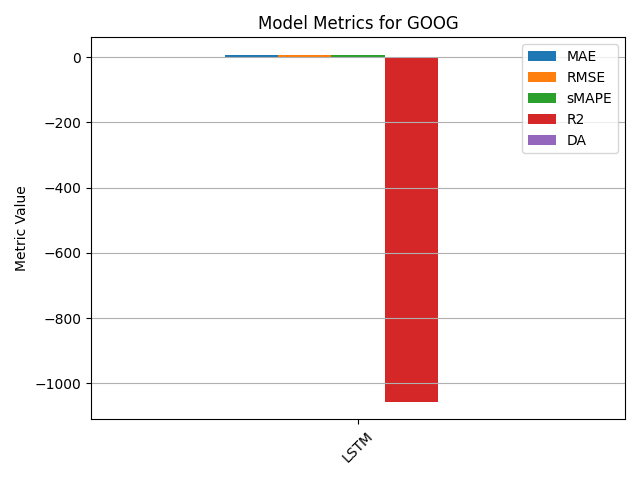 Model Metrics for GOOG
MAE
RMSE
sMAPE
R2
DA
0
−200
−400
−600
−800
−1000
Metric Value
LSTM